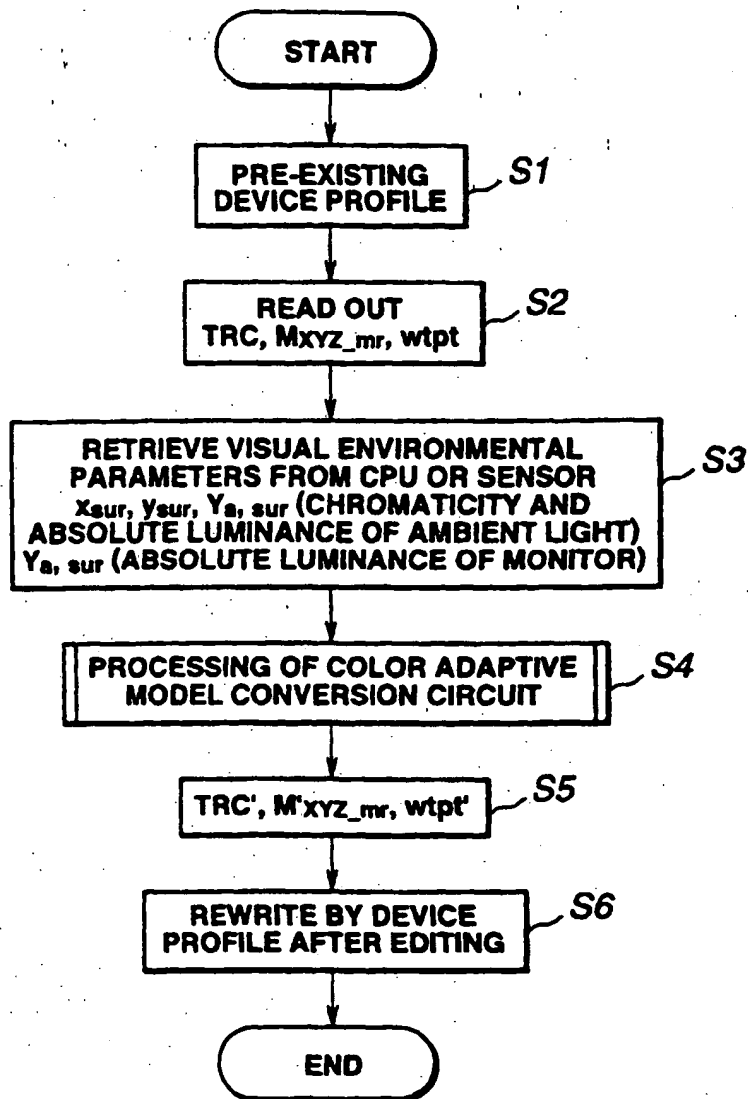 START
PRE-EXISTING
DEVICE PROFILE
S1
READ OUT
TRC, MXYZ_mr, wtpt
S2
RETRIEVE VISUAL ENVIRONMENTAL
PARAMETERS FROM CPU OR SENSOR
xsur, ysur, Ya, sur (CHROMATICITY AND
ABSOLUTE LUMINANCE OF AMBIENT LIGHT)
Ya, sur (ABSOLUTE LUMINANCE OF MONITOR)
S3
PROCESSING OF COLOR ADAPTIVE
MODEL CONVERSION CIRCUIT
S4
TRC', M'XYZ_mr, wtpt'
S5
REWRITE BY DEVICE
PROFILE AFTER EDITING
S6
END